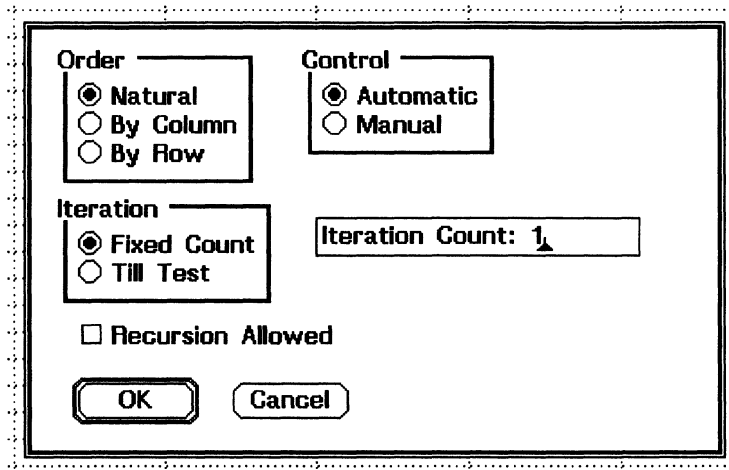 Order
Natural
By Column
By Row
Control
Automatic
Manual
Iteration
Fixed Count
Till Test
Iteration Count: 1
Recursion Allowed
OK
Cancel